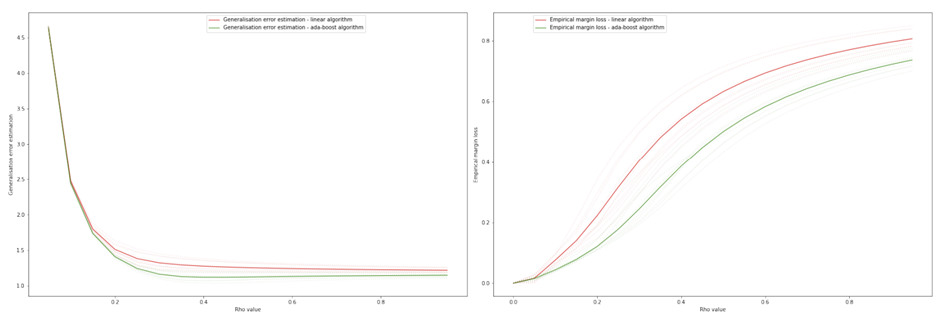 Generalisation error estimation - linear algorithm
Generalisation error estimation - ada-boost algorithm
4.5
4.0
3.5
3.0
2.5
2.0
1.5
1.0
Generalisation error estimation
0.2
0.4
0.6
0.8
Rho value
Empirical margin loss - linear algorithm
Empirical margin loss - ada-boost algorithm
0.8
0.6
0.4
0.2
0.0
Empirical margin loss
0.0
0.2
0.4
0.6
0.8
Rho value